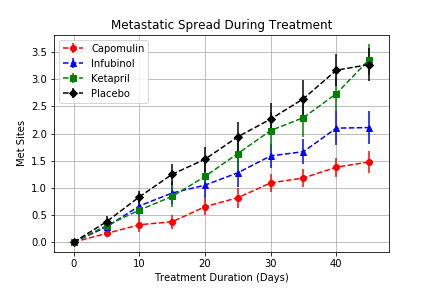 Metastatic Spread During Treatment
Capomulin
Infubinol
Ketapril
Placebo
3.5
3.0
2.5
2.0
1.5
1.0
0.5
0.0
Met Sites
0
10
20
30
40
Treatment Duration (Days)